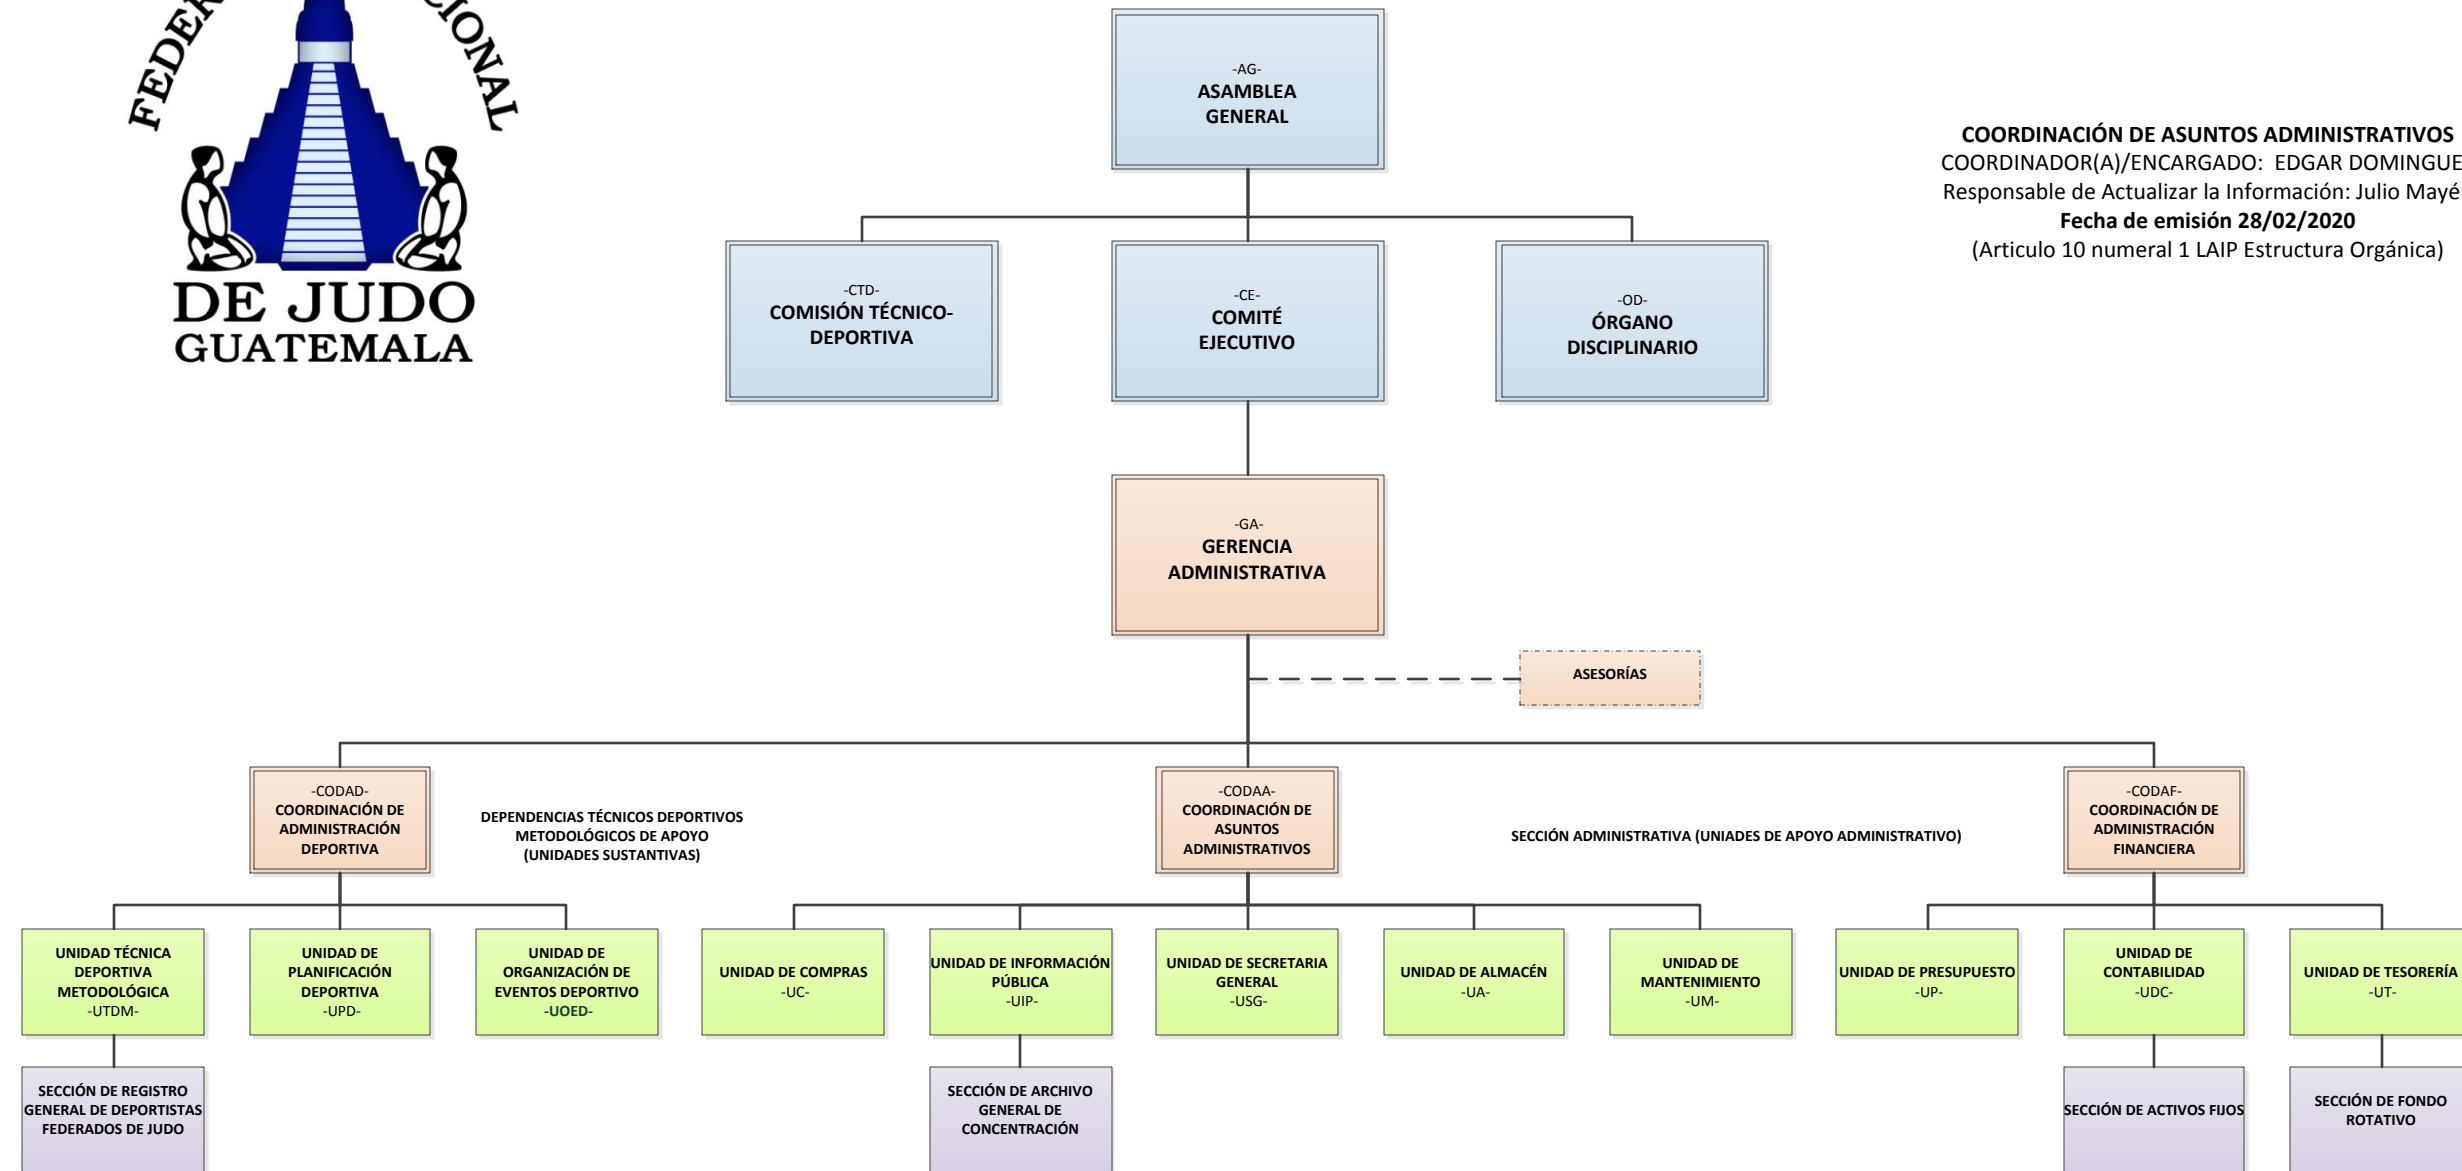 DE JUDO
GUATEMALA
-AG-
ASAMBLEA
GENERAL
COORDINACIÓN DE ASUNTOS ADMINISTRATIVOS
COORDINADOR(A)/ENCARGADO: EDGAR
Responsable de Actualizar la Información: Julio
Fecha de emisión 28/02/2020
(Articulo 10 numeral 1 LAIP Estructura Orgánica)
-CTD-
COMISIÓN TÉCNICO-
DEPORTIVA
-CE-
COMITÉ
EJECUTIVO
-OD-
ÓRGANO
DISCIPLINARIO
-GA-
GERENCIA
ADMINISTRATIVA
ASESORÍAS
-CODAD-
COORDINACIÓN DE
ADMINISTRACIÓN
DEPORTIVA
DEPENDENCIAS TÉCNICOS DEPORTIVOS
METODOLÓGICOS DE APOYO
(UNIDADES SUSTANTIVAS)
-CODAA-
COORDINACIÓN DE
ASUNTOS
ADMINISTRATIVOS
SECCIÓN ADMINISTRATIVA (UNIADES DE APOYO ADMINISTRATIVO)
-CODAF-
COORDINACIÓN DE
ADMINISTRACIÓN
FINANCIERA
UNIDAD TÉCNICA
DEPORTIVA
METODOLÓGICA
-UTDM-
UNIDAD DE
PLANIFICACIÓN
DEPORTIVA
-UPD-
UNIDAD DE
ORGANIZACIÓN DE
EVENTOS DEPORTIVO
-UOED-
UNIDAD DE COMPRAS
-UC-
UNIDAD DE INFORMACIÓN
PÚBLICA
-UIP-
UNIDAD DE SECRETARIA
GENERAL
-USG-
UNIDAD DE ALMACÉN
-UA-
UNIDAD DE
MANTENIMIENTO
-UM-
UNIDAD DE PRESUPUESTO
-UP-
UNIDAD DE
CONTABILIDAD
-UDC-
UNIDAD DE TESORERÍA
-UT-
SECCIÓN DE REGISTRO
GENERAL DE DEPORTISTAS
FEDERADOS DE JUDO
SECCIÓN DE ARCHIVO
GENERAL DE
CONCENTRACIÓN
SECCIÓN DE ACTIVOS FIJOS
SECCIÓN DE FONDO
ROTATIVO